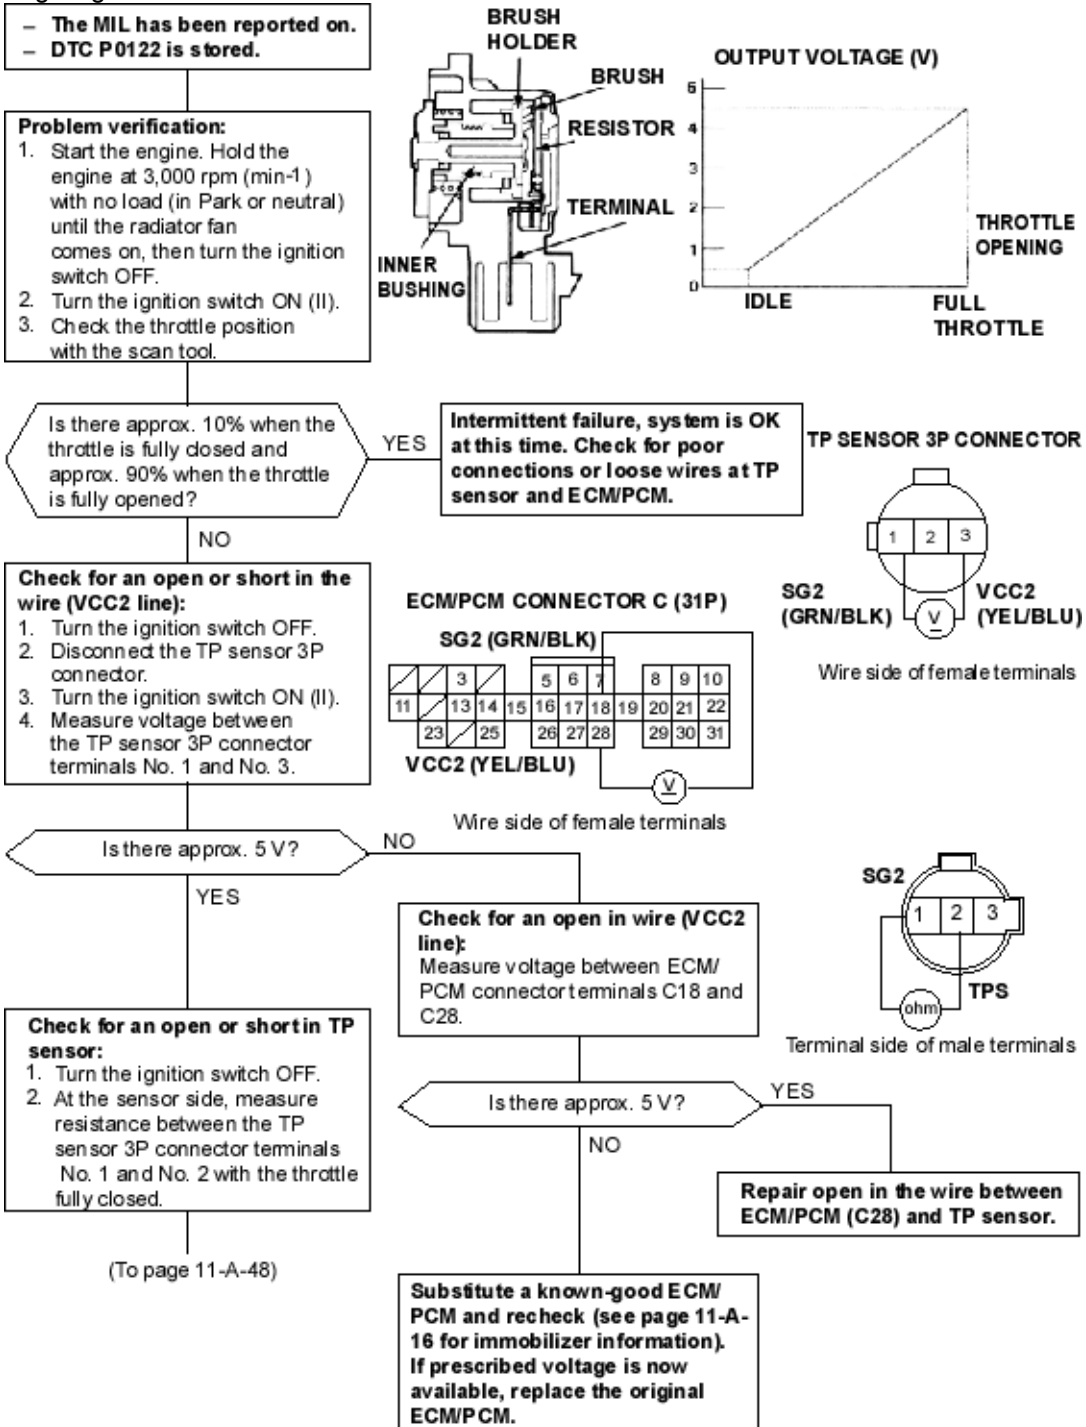 – The MIL has been reported on.
– DTC P0122 is stored.
Problem verification:
1. Start the engine. Hold the
engine at 3,000 rpm (min-1)
with no load (in Park or neutral)
until the radiator fan
comes on, then turn the ignition
switch OFF.
2. Turn the ignition switch ON (II).
3. Check the throttle position
with the scan tool.
BRUSH
HOLDER
BRUSH
RESISTOR
TERMINAL
INNER
BUSHING
OUTPUT VOLTAGE (V)
5
4
3
2
1
0
IDLE
FULL
THROTTLE
THROTTLE
OPENING
Is there approx. 10% when the
throttle is fully closed and
approx. 90% when the throttle
is fully opened?
YES
Intermittent failure, system is OK
at this time. Check for poor
connections or loose wires at TP
sensor and ECM/PCM.
NO
TP SENSOR 3P CONNECTOR
1 2 3
SG2
(GRN/BLK)
V
VCC2
(YEL/BLU)
Wire side of female terminals
Check for an open or short in the
wire (VCC2 line):
1. Turn the ignition switch OFF.
2. Disconnect the TP sensor 3P
connector.
3. Turn the ignition switch ON (II).
4. Measure voltage between
the TP sensor 3P connector
terminals No. 1 and No. 3.
ECM/PCM CONNECTOR C (31P)
SG2 (GRN/BLK)
3 5 6 7 8 9 10
11 13 14 15 16 17 18 19 20 21 22
23 25 26 27 28 29 30 31
VCC2 (YEL/BLU)
V
Wire side of female terminals
Is there approx. 5 V?
NO
YES
Check for an open in wire (VCC2
line):
Measure voltage between ECM/
PCM connector terminals C18 and
C28.
SG2
1 2 3
TPS
ohm
Terminal side of male terminals
Check for an open or short in TP
sensor:
1. Turn the ignition switch OFF.
2. At the sensor side, measure
resistance between the TP
sensor 3P connector terminals
No. 1 and No. 2 with the throttle
fully closed.
(To page 11-A-48)
Is there approx. 5 V?
YES
NO
Repair open in the wire between
ECM/PCM (C28) and TP sensor.
Substitute a known-good ECM/
PCM and recheck (see page 11-A-
16 for immobilizer information).
If prescribed voltage is now
available, replace the original
ECM/PCM.